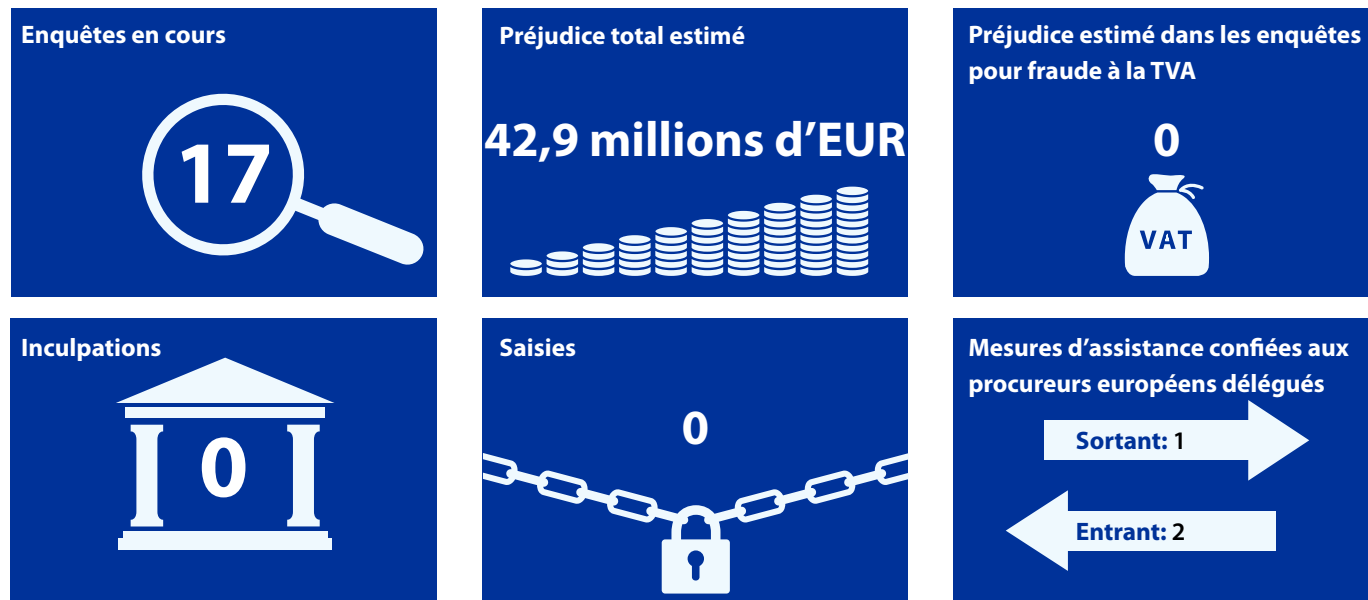 Enquêtes en cours
17
Préjudice total estimé
42,9 millions d’EUR
Préjudice estimé dans les enquêtes
pour fraude à la TVA
0
VAT
Inculpations
0
Saisies
0
Mesures d’assistance confiées aux
procureurs européens délégués
Sortant: 1
Entrant: 2